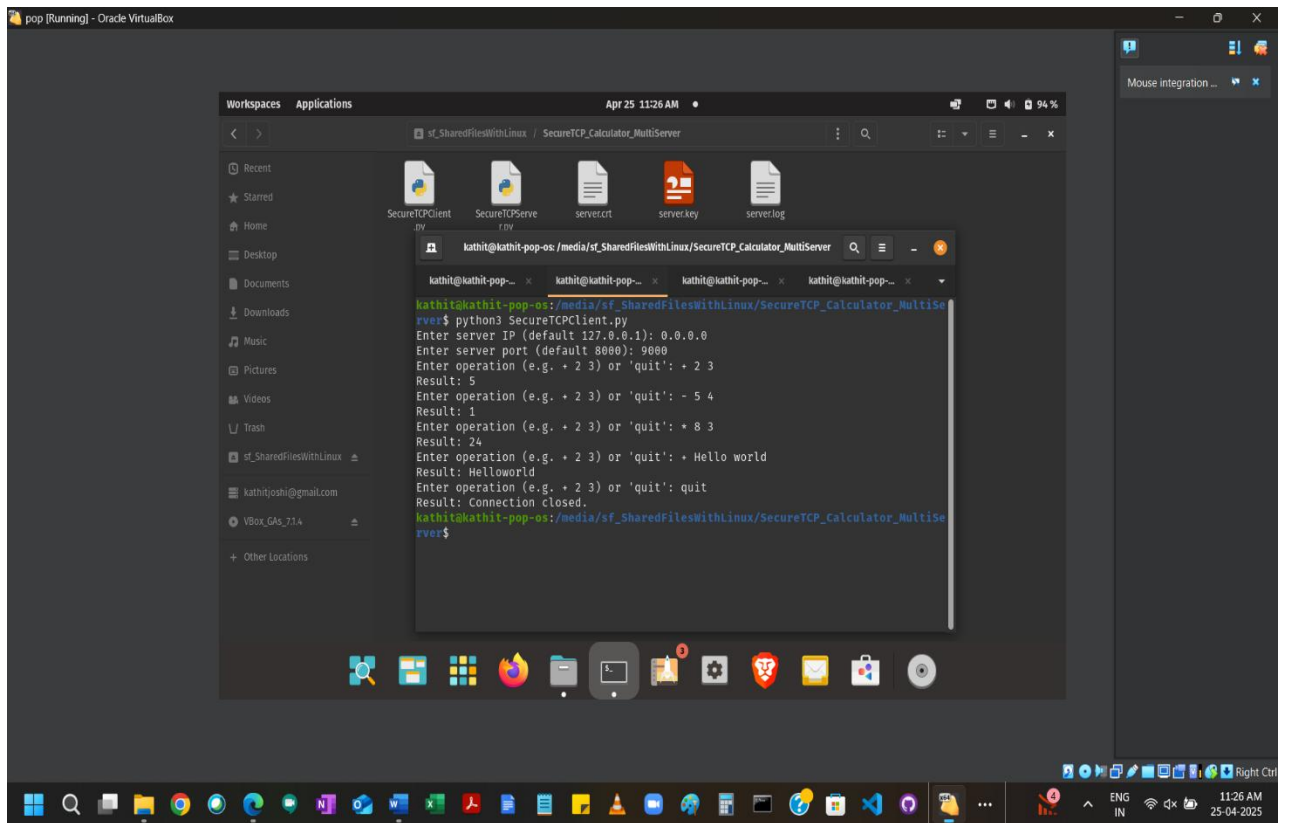 pop [Running] - Oracle VirtualBox
Mouse integration ...
Workspaces Applications Apr 25 11:26 AM 94 %
sf_SharedFilesWithLinux / SecureTCP_Calculator_MultiServer
Recent
Starred
Home
Desktop
Documents
Downloads
Music
Pictures
Videos
Trash
sf_SharedFilesWithLinux
kathitjoshi@gmail.com
VBox_GAs_7.1.4
+ Other Locations
SecureTCPClient
.py
SecureTCPServe
r.py
server.crt
server.key
server.log
kathit@kathit-pop-os: /media/sf_SharedFilesWithLinux/SecureTCP_Calculator_MultiServer
kathit@kathit-pop-... kathit@kathit-pop-... kathit@kathit-pop-... kathit@kathit-pop-...
kathit@kathit-pop-os:/media/sf_SharedFilesWithLinux/SecureTCP_Calculator_MultiSe
rver$ python3 SecureTCPClient.py
Enter server IP (default 127.0.0.1): 0.0.0.0
Enter server port (default 8000): 9000
Enter operation (e.g. + 2 3) or 'quit': + 2 3
Result: 5
Enter operation (e.g. + 2 3) or 'quit': - 5 4
Result: 1
Enter operation (e.g. + 2 3) or 'quit': * 8 3
Result: 24
Enter operation (e.g. + 2 3) or 'quit': + Hello world
Result: Helloworld
Enter operation (e.g. + 2 3) or 'quit': quit
Result: Connection closed.
kathit@kathit-pop-os:/media/sf_SharedFilesWithLinux/SecureTCP_Calculator_MultiSe
rver$
3
Right Ctrl
4
ENG
IN
11:26 AM
25-04-2025